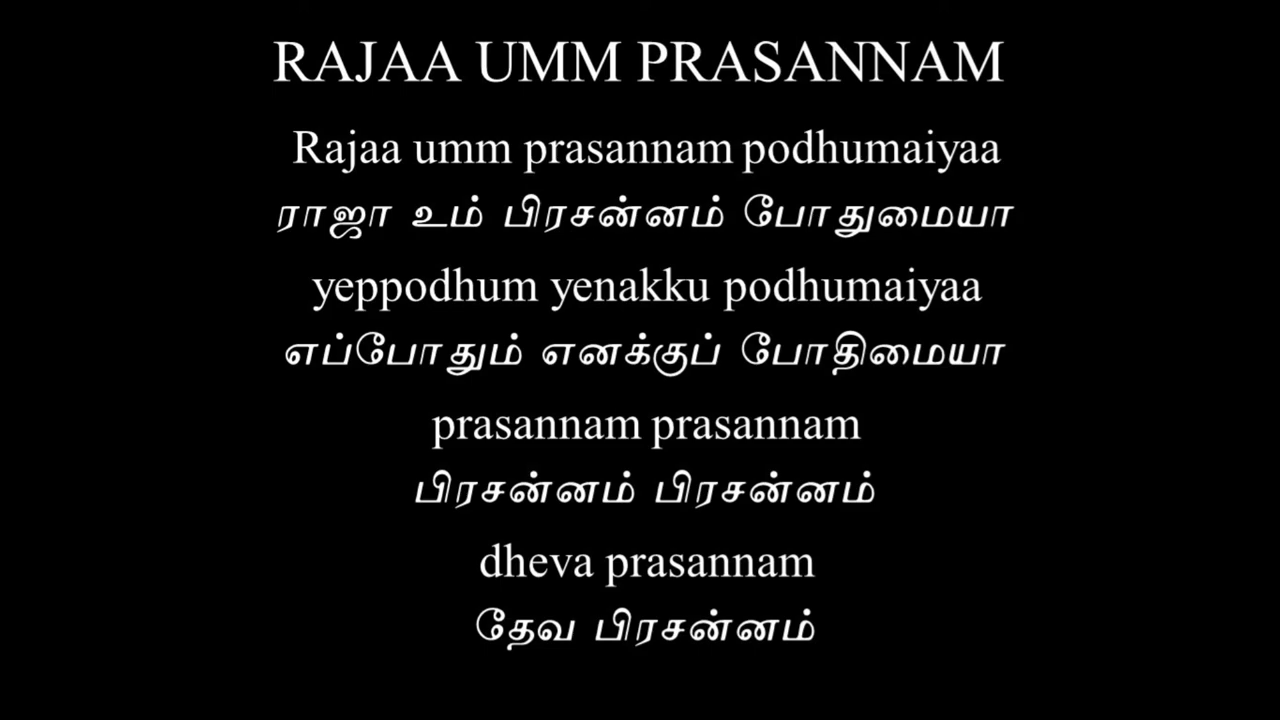 RAJAA UMM PRASANNAM
Rajaa umm prasannam podhumaiyaa
ராஜா உம் பிரசன்னம் போதுமையா
yeppodhum yenakku podhumaiyaa
எப்போதும் எனக்குப் போதிமையா
prasannam prasannam
பிரசன்னம் பிரசன்னம்
dheva prasannam
தேவ பிரசன்னம்